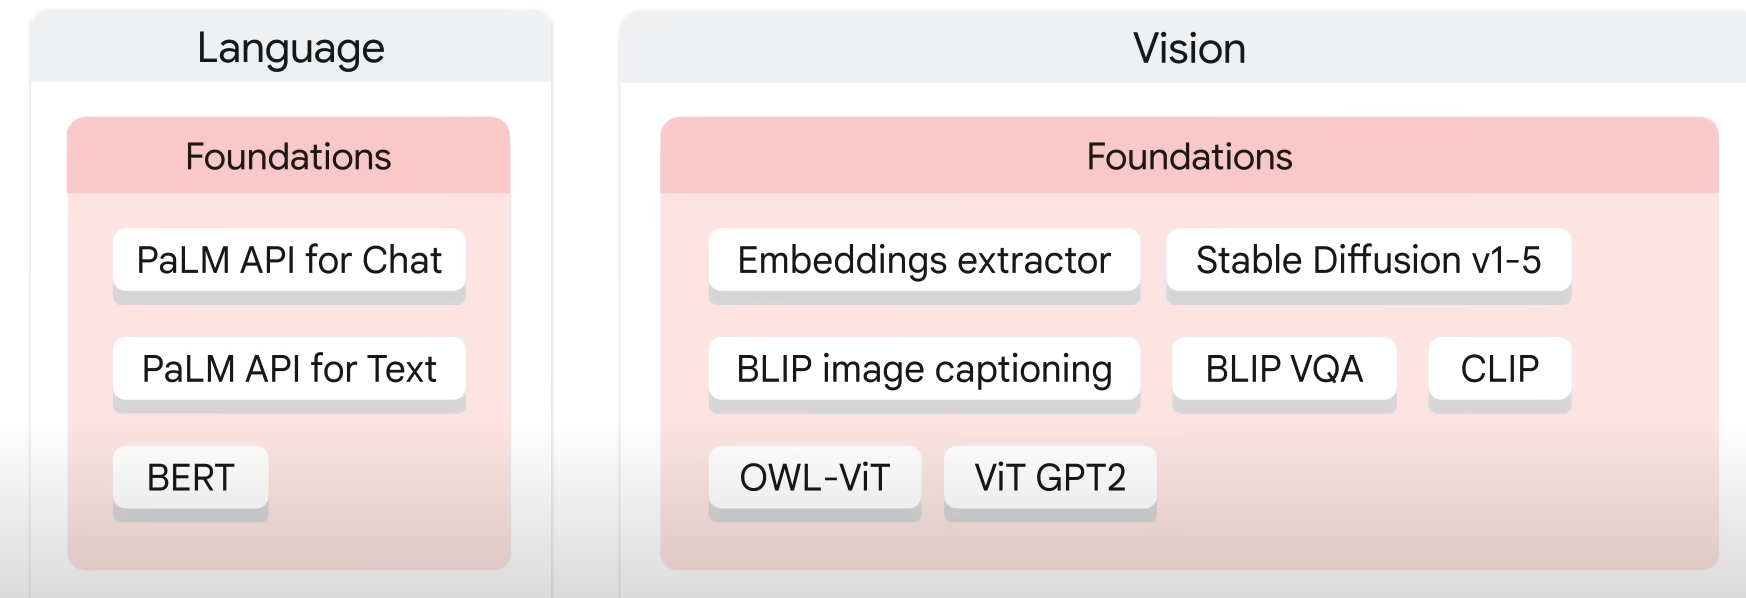 Language
Foundations
PaLM API for Chat
PaLM API for Text
BERT
Vision
Foundations
Embeddings extractor
Stable Diffusion v1-5
BLIP image captioning
BLIP VQA
CLIP
OWL-ViT
ViT GPT2